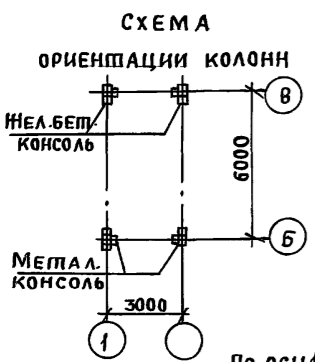 СХЕМА
ОРИЕНТАЦИИ КОЛОНН
В
ЖЕЛ.БЕТ.
КОНСОЛЬ
6000
Б
МЕТАЛ.
КОНСОЛЬ
3000
1